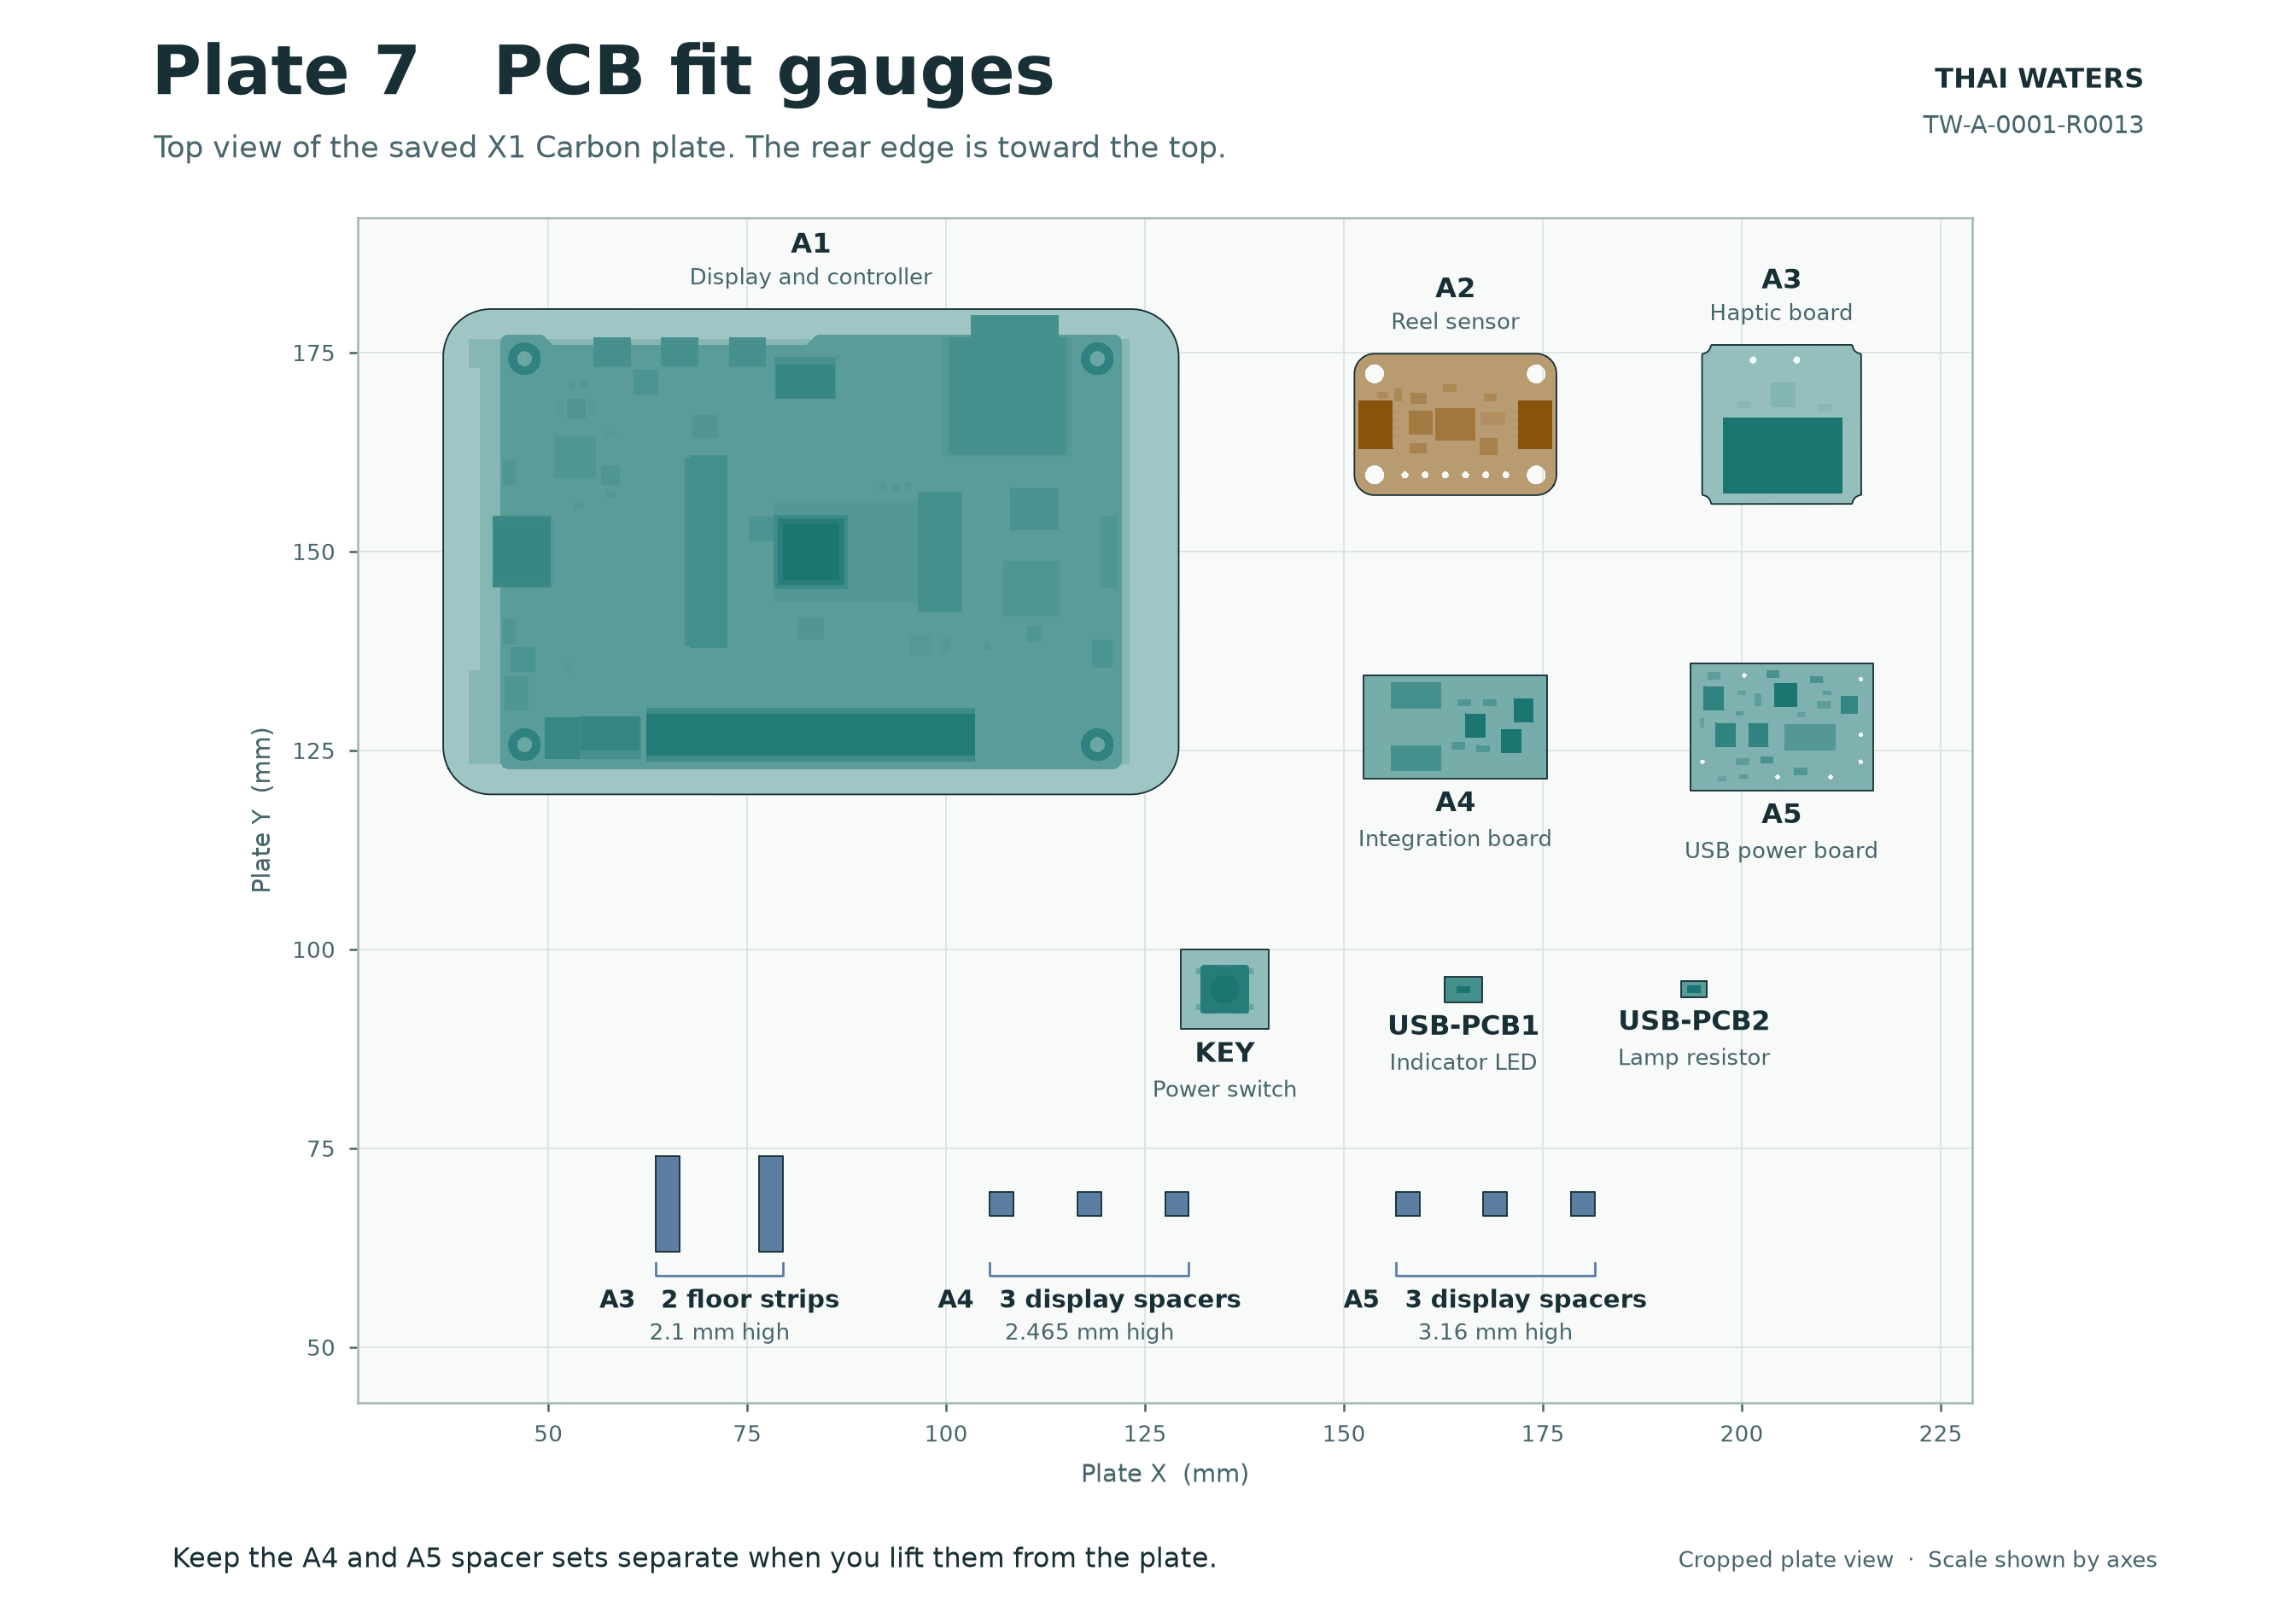 Plate 7 PCB fit gauges
THAI WATERS
TW-A-0001-R0013
Top view of the saved X1 Carbon plate. The rear edge is toward the top.
A1
Display and controller
A2
Reel sensor
A3
Haptic board
A4
Integration board
A5
USB power board
KEY
Power switch
USB-PCB1
Indicator LED
USB-PCB2
Lamp resistor
A3 2 floor strips
2.1 mm high
A4 3 display spacers
2.465 mm high
A5 3 display spacers
3.16 mm high
Plate Y (mm)
175
150
125
100
75
50
50 75 100 125 150 175 200 225
Plate X (mm)
Keep the A4 and A5 spacer sets separate when you lift them from the plate.
Cropped plate view · Scale shown by axes